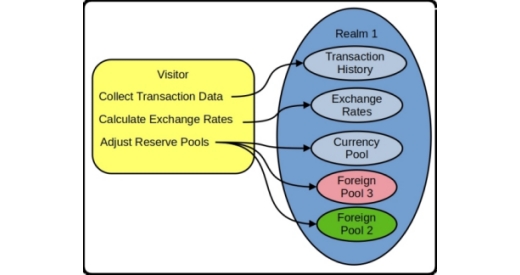 Visitor
Collect Transaction Data
Calculate Exchange Rates
Adjust Reserve Pools
Realm 1
Transaction
History
Exchange
Rates
Currency
Pool
Foreign
Pool 3
Foreign
Pool 2